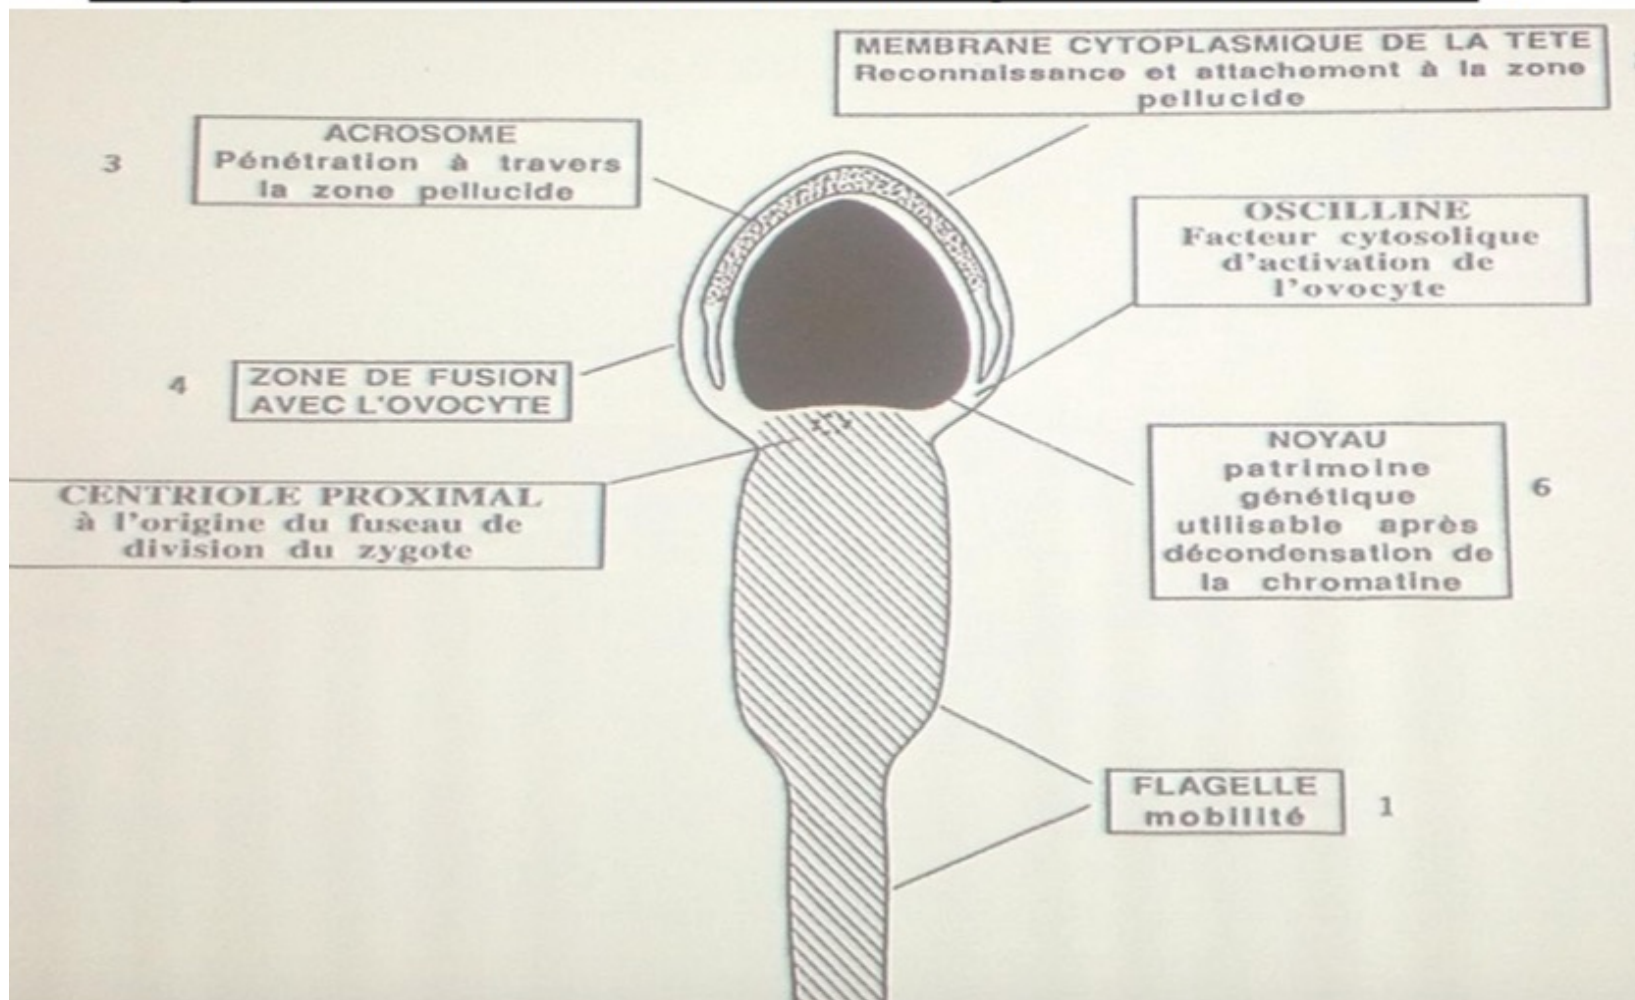 MEMBRANE CYTOPLASMIQUE DE LA TETE
Reconnaissance et attachement à la zone
pellucide
3
ACROSOME
Pénétration à travers
la zone pellucide
OSCILLINE
Facteur cytosolique
d'activation de
l'ovocyte
4
ZONE DE FUSION
AVEC L'OVOCYTE
NOYAU
patrimoine
génétique
utilisable après
décondensation de
la chromatine
6
CENTRIOLE PROXIMAL
à l'origine du fuseau de
division du zygote
FLAGELLE
mobilité
1